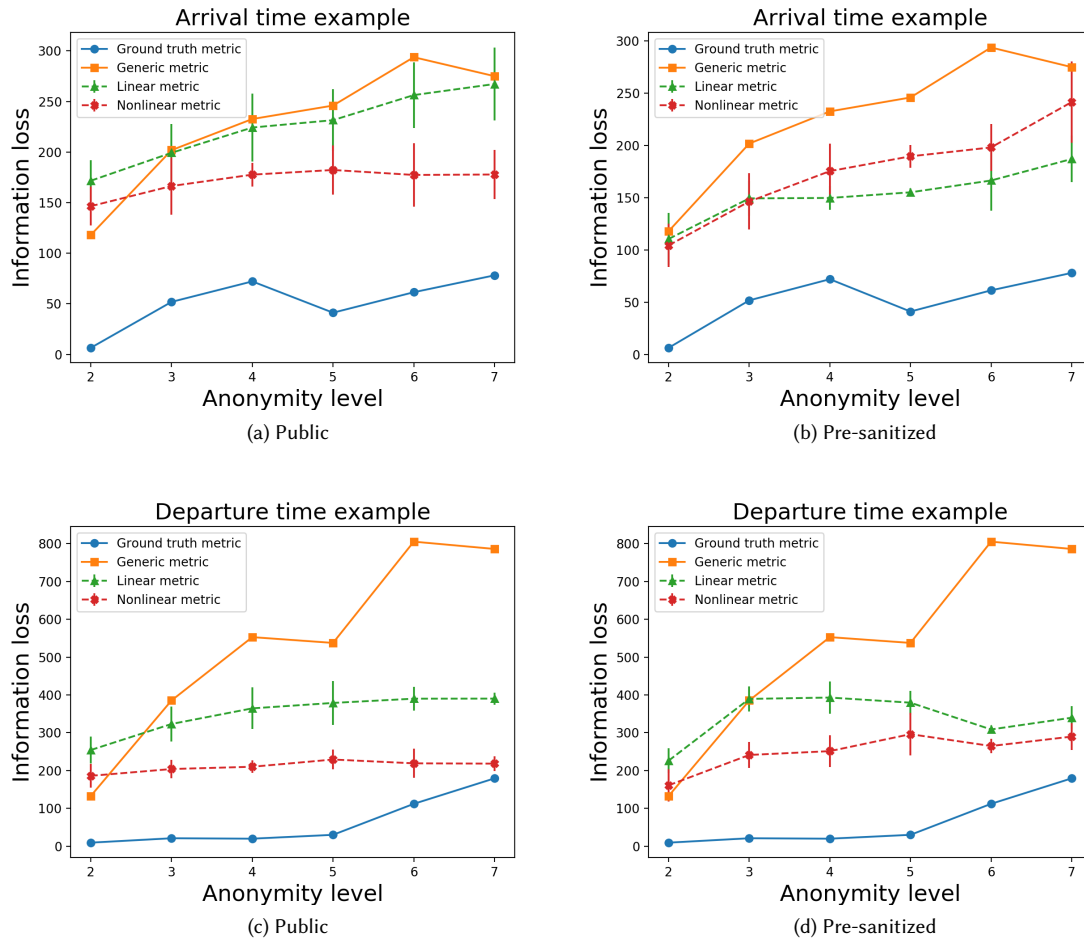 Arrival time example
Information loss
300
250
200
150
100
50
0
Ground truth metric
Generic metric
Linear metric
Nonlinear metric
2 3 4 5 6 7
Anonymity level
(a) Public
Arrival time example
Information loss
300
250
200
150
100
50
0
Ground truth metric
Generic metric
Linear metric
Nonlinear metric
2 3 4 5 6 7
Anonymity level
(b) Pre-sanitized
Departure time example
Information loss
800
700
600
500
400
300
200
100
0
Ground truth metric
Generic metric
Linear metric
Nonlinear metric
2 3 4 5 6 7
Anonymity level
(c) Public
Departure time example
Information loss
800
700
600
500
400
300
200
100
0
Ground truth metric
Generic metric
Linear metric
Nonlinear metric
2 3 4 5 6 7
Anonymity level
(d) Pre-sanitized